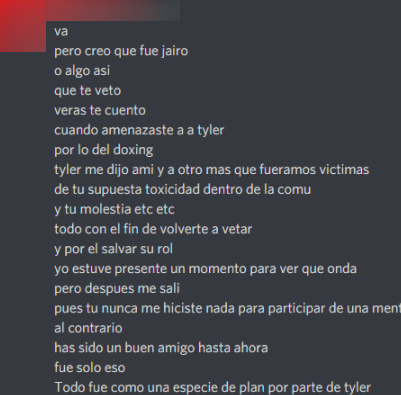 va
pero creo que fue jairo
o algo asi
que te veto
veras te cuento
cuando amenazaste a a tyler
por lo del doxing
tyler me dijo ami y a otro mas que fueramos victimas
de tu supuesta toxicidad dentro de la comu
y tu molestia etc etc
todo con el fin de volverte a vetar
y por el salvar su rol
yo estuve presente un momento para ver que onda
pero despues me sali
pues tu nunca me hiciste nada para participar de una
al contrario
has sido un buen amigo hasta ahora
fue solo eso
Todo fue como una especie de plan por parte de tyler